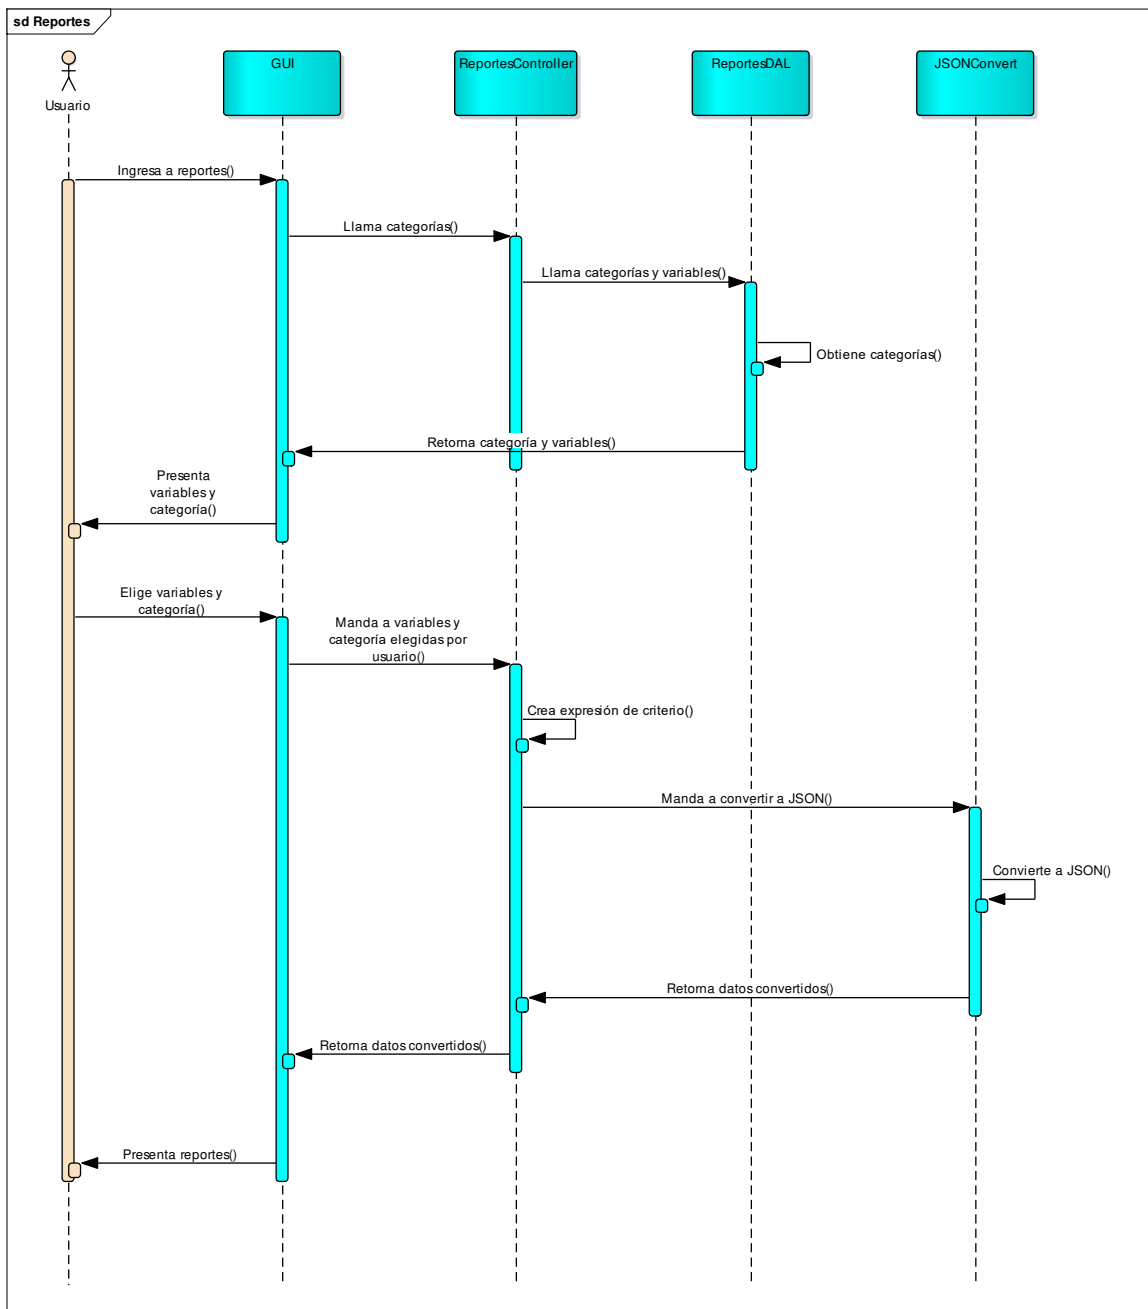 sd Reportes
Usuario
GUI
ReportesController
ReportesDAL
JSONConvert
Ingresa a reportes()
Llama categorías()
Llama categorías y variables()
Obtiene categorías()
Retorna categoría y variables()
Presenta
variables y
categoría()
Elige variables y
categoría()
Manda a variables y
categoría elegidas por
usuario()
Crea expresión de criterio()
Manda a convertir a JSON()
Convierte a JSON()
Retorna datos convertidos()
Retorna datos convertidos()
Presenta reportes()